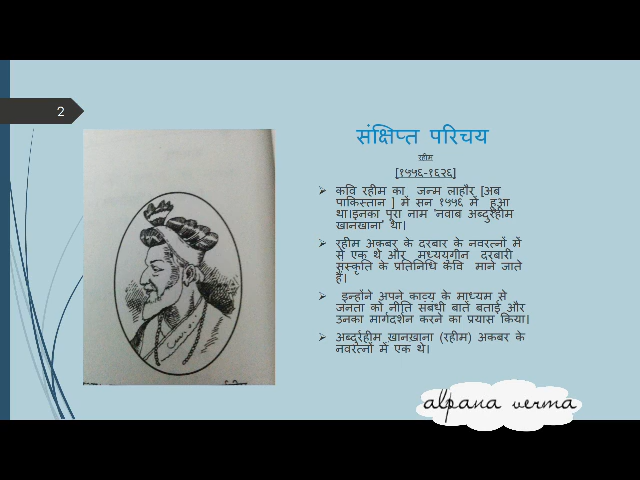 2
संक्षिप्त परिचय
रहीम
[१५५६-१६२६]
➢ कवि रहीम का जन्म लाहौर [अब
पाकिस्तान ] में सन १५५६ में हुआ
था।इनका पूरा नाम 'नवाब अब्दुर्रहीम
खानखाना' था।
➢ रहीम अकबर के दरबार के नवरत्नों में
से एक थे और मध्ययुगीन दरबारी
संस्कृति के प्रतिनिधि कवि माने जाते
हैं।
➢ इन्होंने अपने काव्य के माध्यम से
जनता को नीति संबंधी बातें बताई और
उनका मार्गदर्शन करने का प्रयास किया।
➢ अब्दुर्रहीम खानखाना (रहीम) अकबर के
नवरत्नों में एक थे।
alpana verma